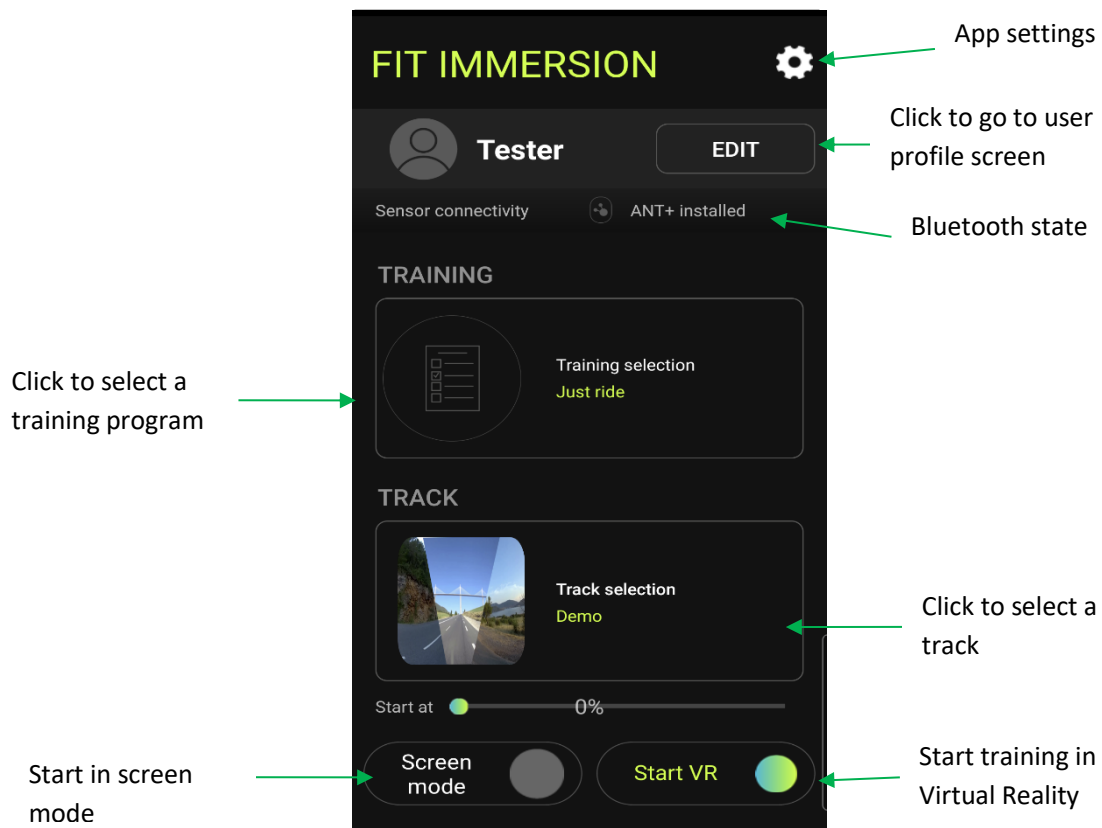 App settings
FIT IMMERSION
Click to go to user
profile screen
Tester
EDIT
Sensor connectivity
ANT+ installed
Bluetooth state
TRAINING
Click to select a
training program
Training selection
Just ride
TRACK
Track selection
Demo
Click to select a
track
Start at
0%
Start in screen
mode
Screen
mode
Start VR
Start training in
Virtual Reality